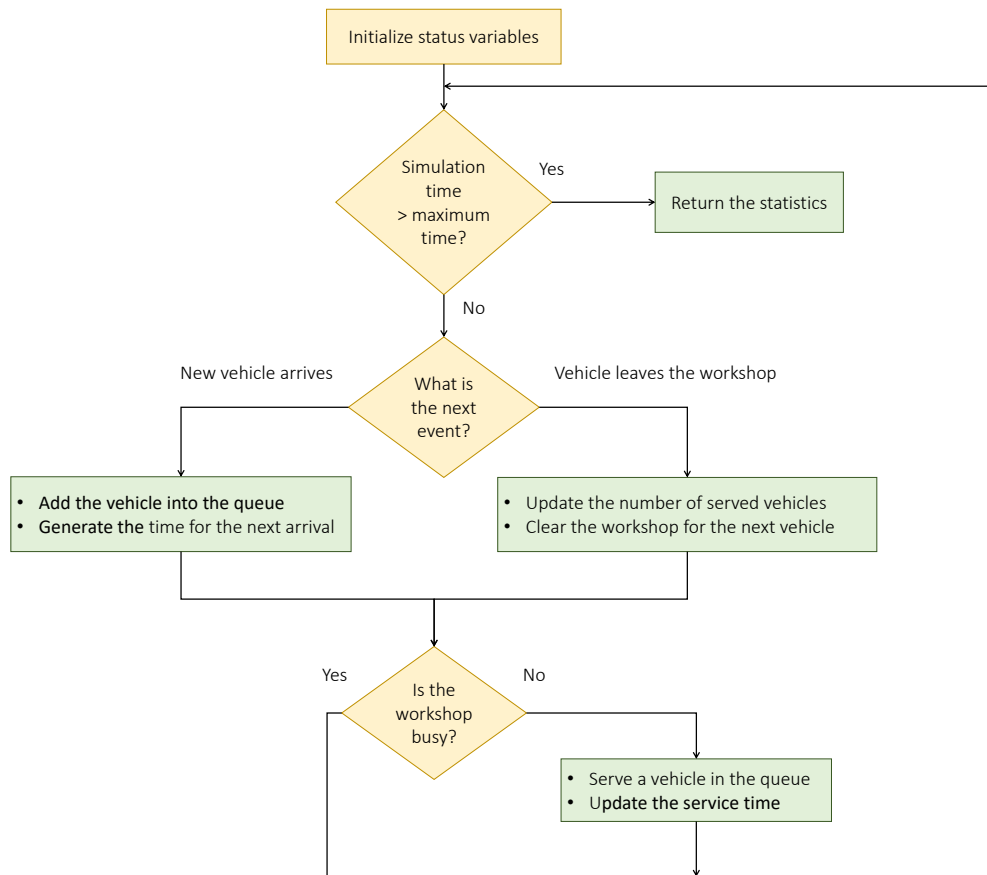 Initialize status variables
Simulation
time
> maximum
time?
Yes
Return the statistics
No
New vehicle arrives
What is
the next
event?
Vehicle leaves the workshop
• Add the vehicle into the queue
• Generate the time for the next arrival
• Update the number of served vehicles
• Clear the workshop for the next vehicle
Yes
Is the
workshop
busy?
No
• Serve a vehicle in the queue
• Update the service time